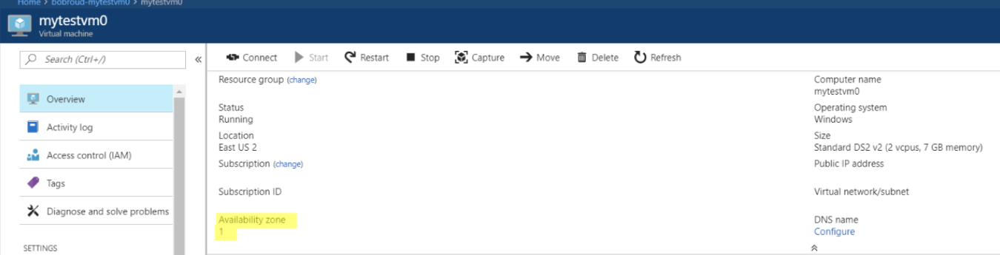 Home > bobroud-mytestvm0 > mytestvm0
mytestvm0
Virtual machine
Search (Ctrl+/)
«
Overview
Activity log
Access control (IAM)
Tags
Diagnose and solve problems
SETTINGS
Connect Start Restart Stop Capture Move Delete Refresh
Resource group (change)
Status
Running
Location
East US 2
Subscription (change)
Subscription ID
Availability zone
1
Computer name
mytestvm0
Operating system
Windows
Size
Standard DS2 v2 (2 vcpus, 7 GB memory)
Public IP address
Virtual network/subnet
DNS name
Configure